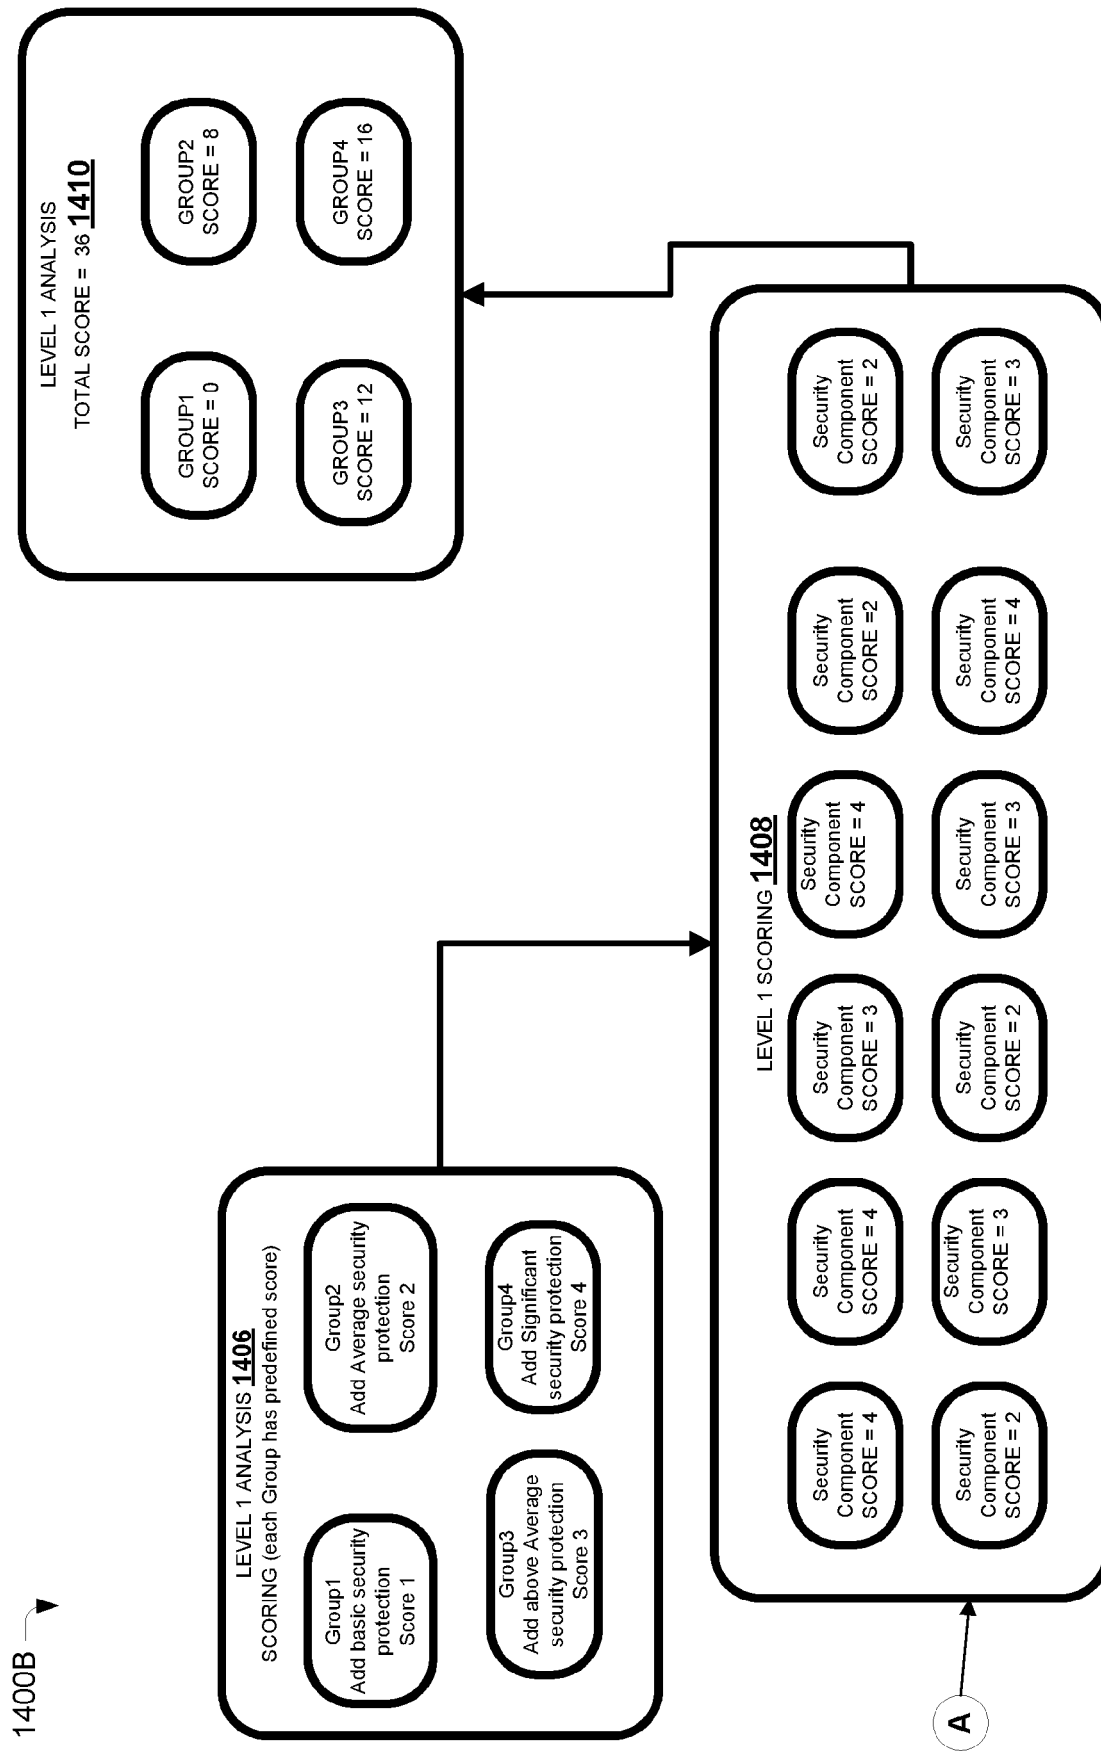 1400B
LEVEL 1 ANALYSIS 1406
SCORING (each Group has predefined score)
Group1
Add basic security
protection
Score 1
Group2
Add Average security
protection
Score 2
Group3
Add above Average
security protection
Score 3
Group4
Add Significant
security protection
Score 4
LEVEL 1 ANALYSIS
TOTAL SCORE = 36 1410
GROUP1
SCORE = 0
GROUP2
SCORE = 8
GROUP3
SCORE = 12
GROUP4
SCORE = 16
LEVEL 1 SCORING 1408
Security
Component
SCORE = 4
Security
Component
SCORE = 4
Security
Component
SCORE = 3
Security
Component
SCORE = 4
Security
Component
SCORE =2
Security
Component
SCORE = 2
Security
Component
SCORE = 2
Security
Component
SCORE = 3
Security
Component
SCORE = 2
Security
Component
SCORE = 3
Security
Component
SCORE = 4
Security
Component
SCORE = 3
A